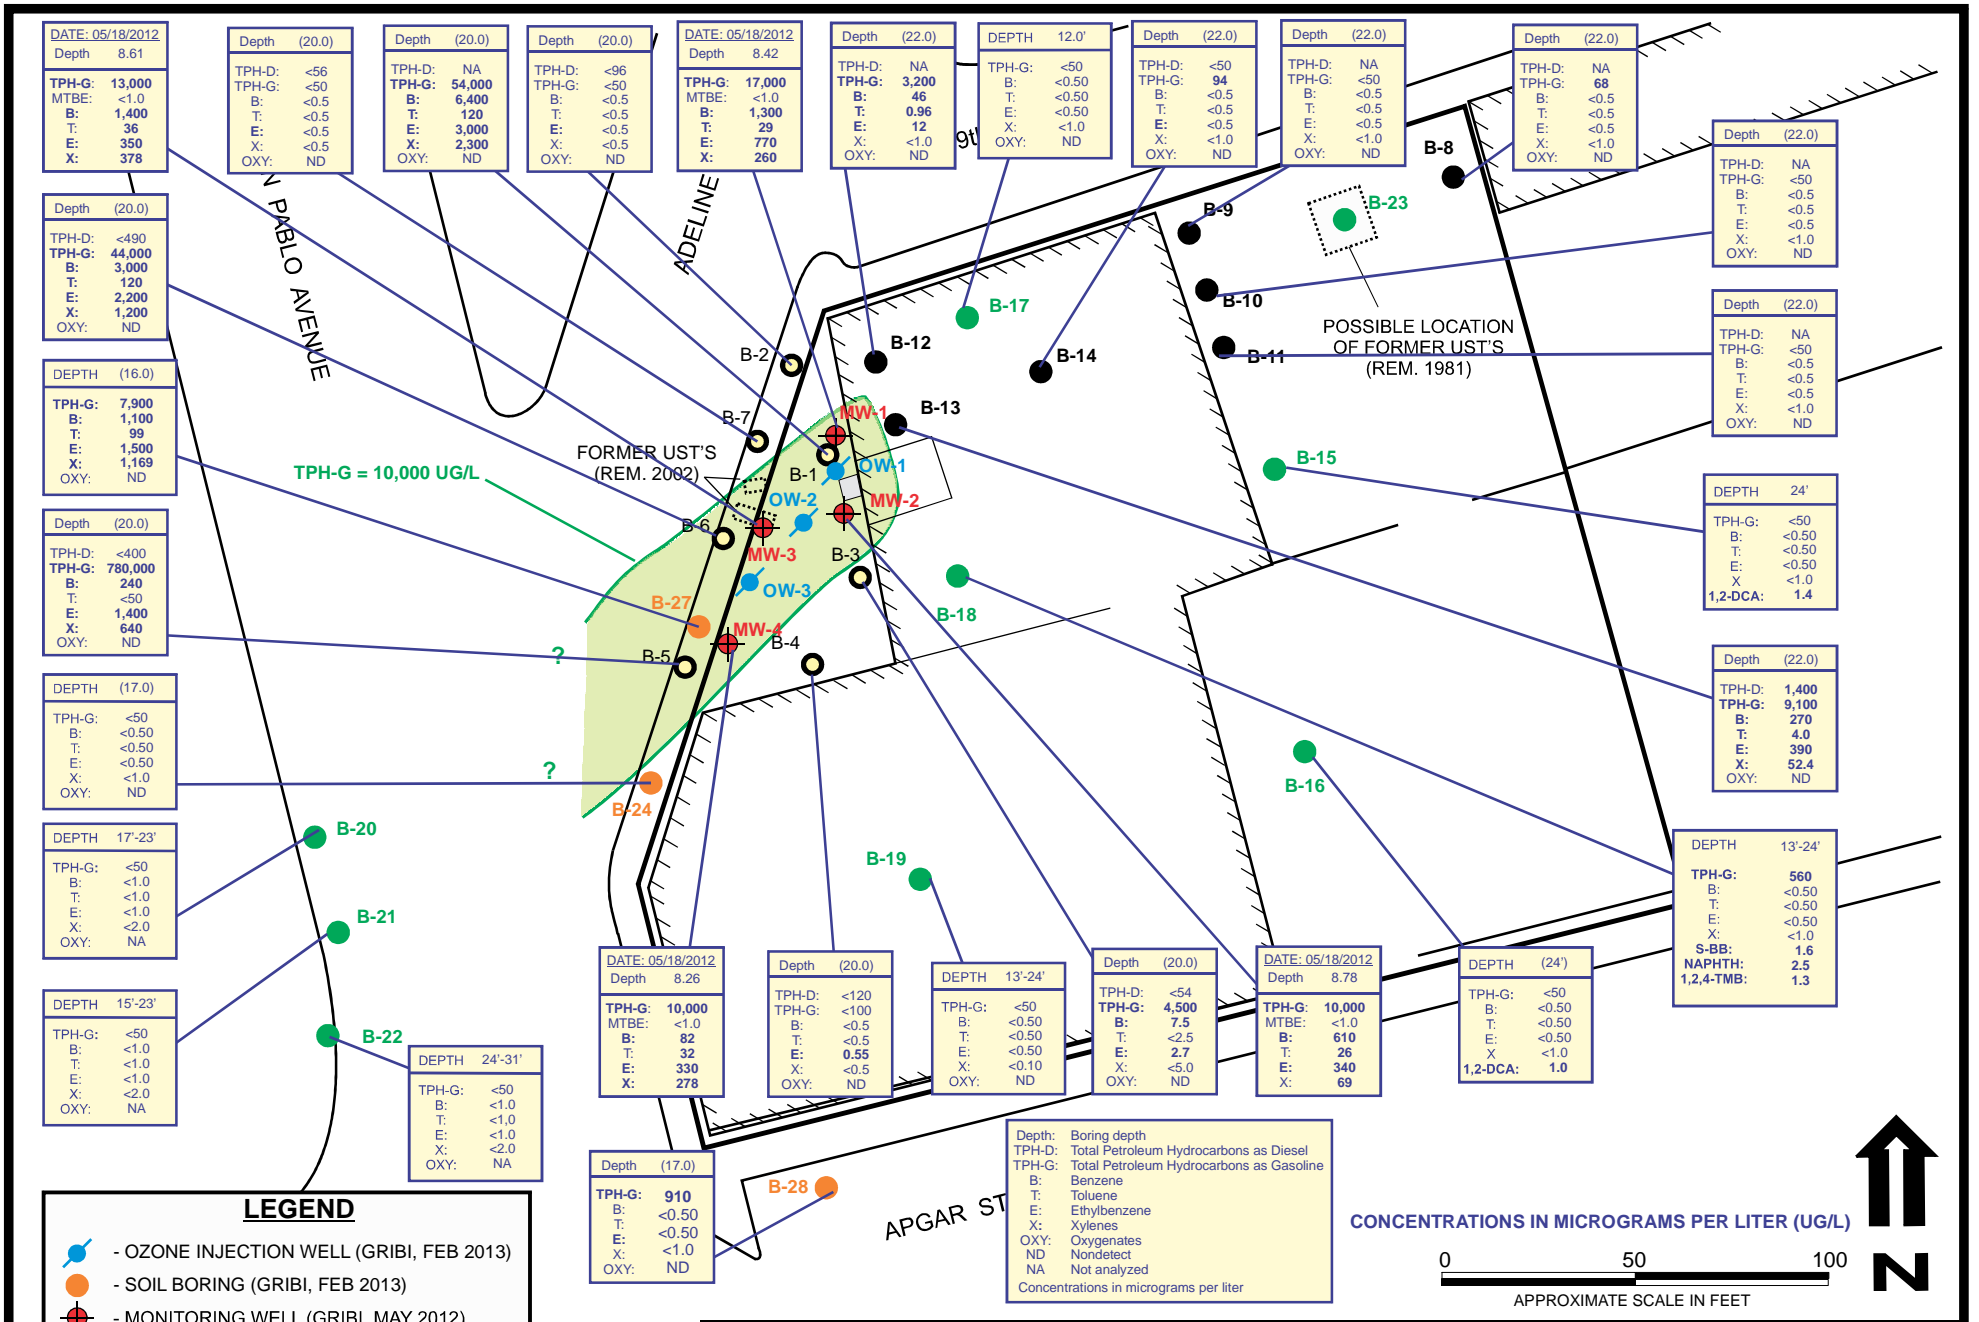 DATE: 05/18/2012
Depth 8.61
TPH-G: 13,000
MTBE: <1.0
B: 1,400
T: 36
E: 350
X: 378
Depth (20.0)
TPH-D: <56
TPH-G: <50
B: <0.5
T: <0.5
E: <0.5
X: <0.5
OXY: ND
Depth (20.0)
TPH-D: NA
TPH-G: 54,000
B: 6,400
T: 120
E: 3,000
X: 2,300
OXY: ND
Depth (20.0)
TPH-D: <96
TPH-G: <50
B: <0.5
T: <0.5
E: <0.5
X: <0.5
OXY: ND
DATE: 05/18/2012
Depth 8.42
TPH-G: 17,000
MTBE: <1.0
B: 1,300
T: 29
E: 770
X: 260
Depth (22.0)
TPH-D: NA
TPH-G: 3,200
B: 46
T: 0.96
E: 12
X: <1.0
OXY: ND
DEPTH 12.0'
TPH-G: <50
B: <0.50
T: <0.50
E: <0.50
X: <1.0
OXY: ND
Depth (22.0)
TPH-D: <50
TPH-G: 94
B: <0.5
T: <0.5
E: <0.5
X: <1.0
OXY: ND
Depth (22.0)
TPH-D: NA
TPH-G: <50
B: <0.5
T: <0.5
E: <0.5
X: <1.0
OXY: ND
Depth (22.0)
TPH-D: NA
TPH-G: 68
B: <0.5
T: <0.5
E: <0.5
X: <1.0
OXY: ND
Depth (22.0)
TPH-D: NA
TPH-G: <50
B: <0.5
T: <0.5
E: <0.5
X: <1.0
OXY: ND
Depth (22.0)
TPH-D: NA
TPH-G: <50
B: <0.5
T: <0.5
E: <0.5
X: <1.0
OXY: ND
DEPTH 24'
TPH-G: <50
B: <0.50
T: <0.50
E: <0.50
X <1.0
1,2-DCA: 1.4
Depth (22.0)
TPH-D: 1,400
TPH-G: 9,100
B: 270
T: 4.0
E: 390
X: 52.4
OXY: ND
DEPTH 13'-24'
TPH-G: 560
B: <0.50
T: <0.50
E: <0.50
X: <1.0
S-BB: 1.6
NAPHTH: 2.5
1,2,4-TMB: 1.3
Depth (20.0)
TPH-D: <490
TPH-G: 44,000
B: 3,000
T: 120
E: 2,200
X: 1,200
OXY: ND
DEPTH (16.0)
TPH-G: 7,900
B: 1,100
T: 99
E: 1,500
X: 1,169
OXY: ND
Depth (20.0)
TPH-D: <400
TPH-G: 780,000
B: 240
T: <50
E: 1,400
X: 640
OXY: ND
DEPTH (17.0)
TPH-G: <50
B: <0.50
T: <0.50
E: <0.50
X: <1.0
OXY: ND
DEPTH 17'-23'
TPH-G: <50
B: <1.0
T: <1.0
E: <1.0
X: <2.0
OXY: NA
DEPTH 15'-23'
TPH-G: <50
B: <1.0
T: <1.0
E: <1.0
X: <2.0
OXY: NA
DEPTH 24'-31'
TPH-G: <50
B: <1.0
T: <1,0
E: <1.0
X: <2.0
OXY: NA
N PABLO AVENUE
ADELINE
9th
B-8
B-9
B-23
B-10
B-11
POSSIBLE LOCATION
OF FORMER UST'S
(REM. 1981)
B-17
B-12
B-14
B-2
B-13
MW-1
B-7
FORMER UST'S
(REM. 2002)
B-1
OW-1
OW-2
MW-2
TPH-G = 10,000 UG/L
B-6
MW-3
B-3
OW-3
B-27
MW-4
B-4
B-5
?
?
B-24
B-15
B-18
B-16
B-19
B-20
B-21
B-22
DATE: 05/18/2012
Depth 8.26
TPH-G: 10,000
MTBE: <1.0
B: 82
T: 32
E: 330
X: 278
Depth (20.0)
TPH-D: <120
TPH-G: <100
B: <0.5
T: <0.5
E: 0.55
X: <0.5
OXY: ND
DEPTH 13'-24'
TPH-G: <50
B: <0.50
T: <0.50
E: <0.50
X: <0.10
OXY: ND
Depth (20.0)
TPH-D: <54
TPH-G: 4,500
B: 7.5
T: <2.5
E: 2.7
X: <5.0
OXY: ND
DATE: 05/18/2012
Depth 8.78
TPH-G: 10,000
MTBE: <1.0
B: 610
T: 26
E: 340
X: 69
DEPTH (24')
TPH-G: <50
B: <0.50
T: <0.50
E: <0.50
X <1.0
1,2-DCA: 1.0
Depth (17.0)
TPH-G: 910
B: <0.50
T: <0.50
E: <1.0
X: ND
OXY:
B-28
APGAR ST
Depth: Boring depth
TPH-D: Total Petroleum Hydrocarbons as Diesel
TPH-G: Total Petroleum Hydrocarbons as Gasoline
B: Benzene
T: Toluene
E: Ethylbenzene
X: Xylenes
OXY: Oxygenates
ND Nondetect
NA Not analyzed
Concentrations in micrograms per liter
CONCENTRATIONS IN MICROGRAMS PER LITER (UG/L)
0 50 100
APPROXIMATE SCALE IN FEET
N
LEGEND
- OZONE INJECTION WELL (GRIBI, FEB 2013)
- SOIL BORING (GRIBI, FEB 2013)
- MONITORING WELL (GRIBI, MAY 2012)